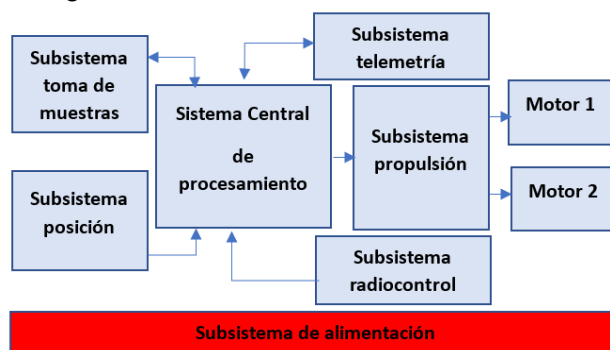 Subsistema
toma de
muestras
Subsistema
telemetría
Sistema Central
de
procesamiento
Subsistema
propulsión
Motor 1
Motor 2
Subsistema
posición
Subsistema
radiocontrol
Subsistema de alimentación